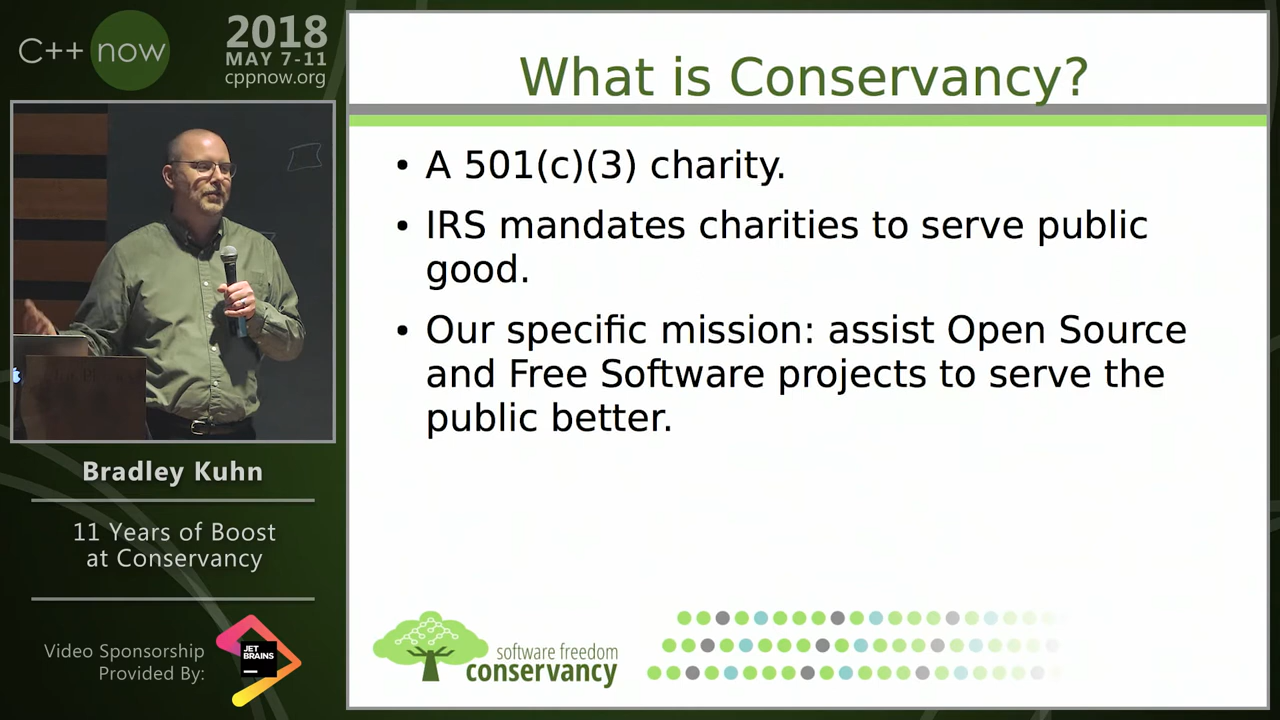 C++ now
2018
MAY 7-11
cppnow.org
Bradley Kuhn
11 Years of Boost
at Conservancy
Video Sponsorship
Provided By:
JET
BRAINS
What is Conservancy?
• A 501(c)(3) charity.
• IRS mandates charities to serve public
good.
• Our specific mission: assist Open Source
and Free Software projects to serve the
public better.
software freedom
conservancy